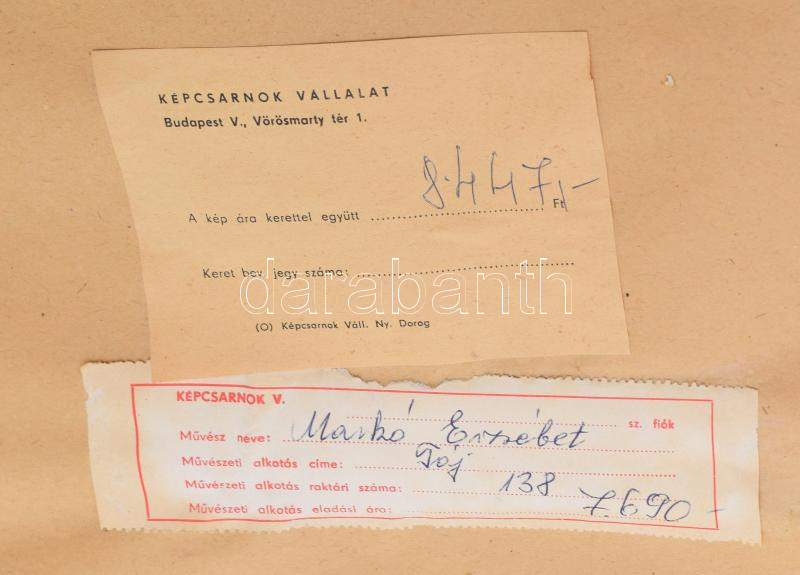 KÉPCSARNOK VÁLLALAT
Budapest V., Vörösmarty tér 1.
8.447,-
A kép ára kerettel együtt .......... Ft
Keret bev. jegy száma: ..........
darabanth
(O) Képcsarnok Váll. Ny. Dorog
KÉPCSARNOK V.
.......... sz. fiók
Művész neve: Markó Erzsébet
Művészeti alkotás címe: Táj
Művészeti alkotás raktári száma: 138
Művészeti alkotás eladási ára: 7.690-